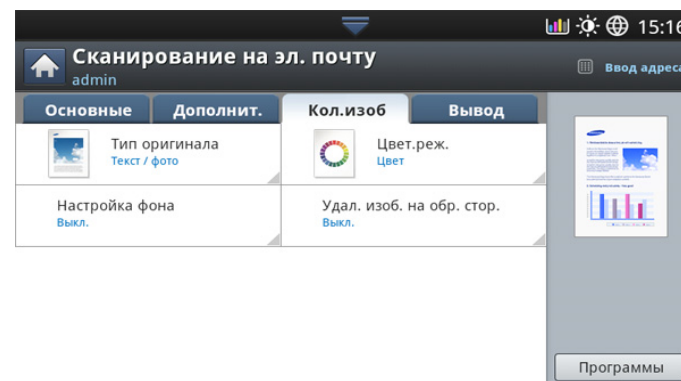 15:16
Сканирование на эл. почту
admin
Ввод адреса
Основные Дополнит. Кол.изоб Вывод
Тип оригинала
Текст / фото
Цвет.реж.
Цвет
Настройка фона
Выкл.
Удал. изоб. на обр. стор.
Выкл.
Программы